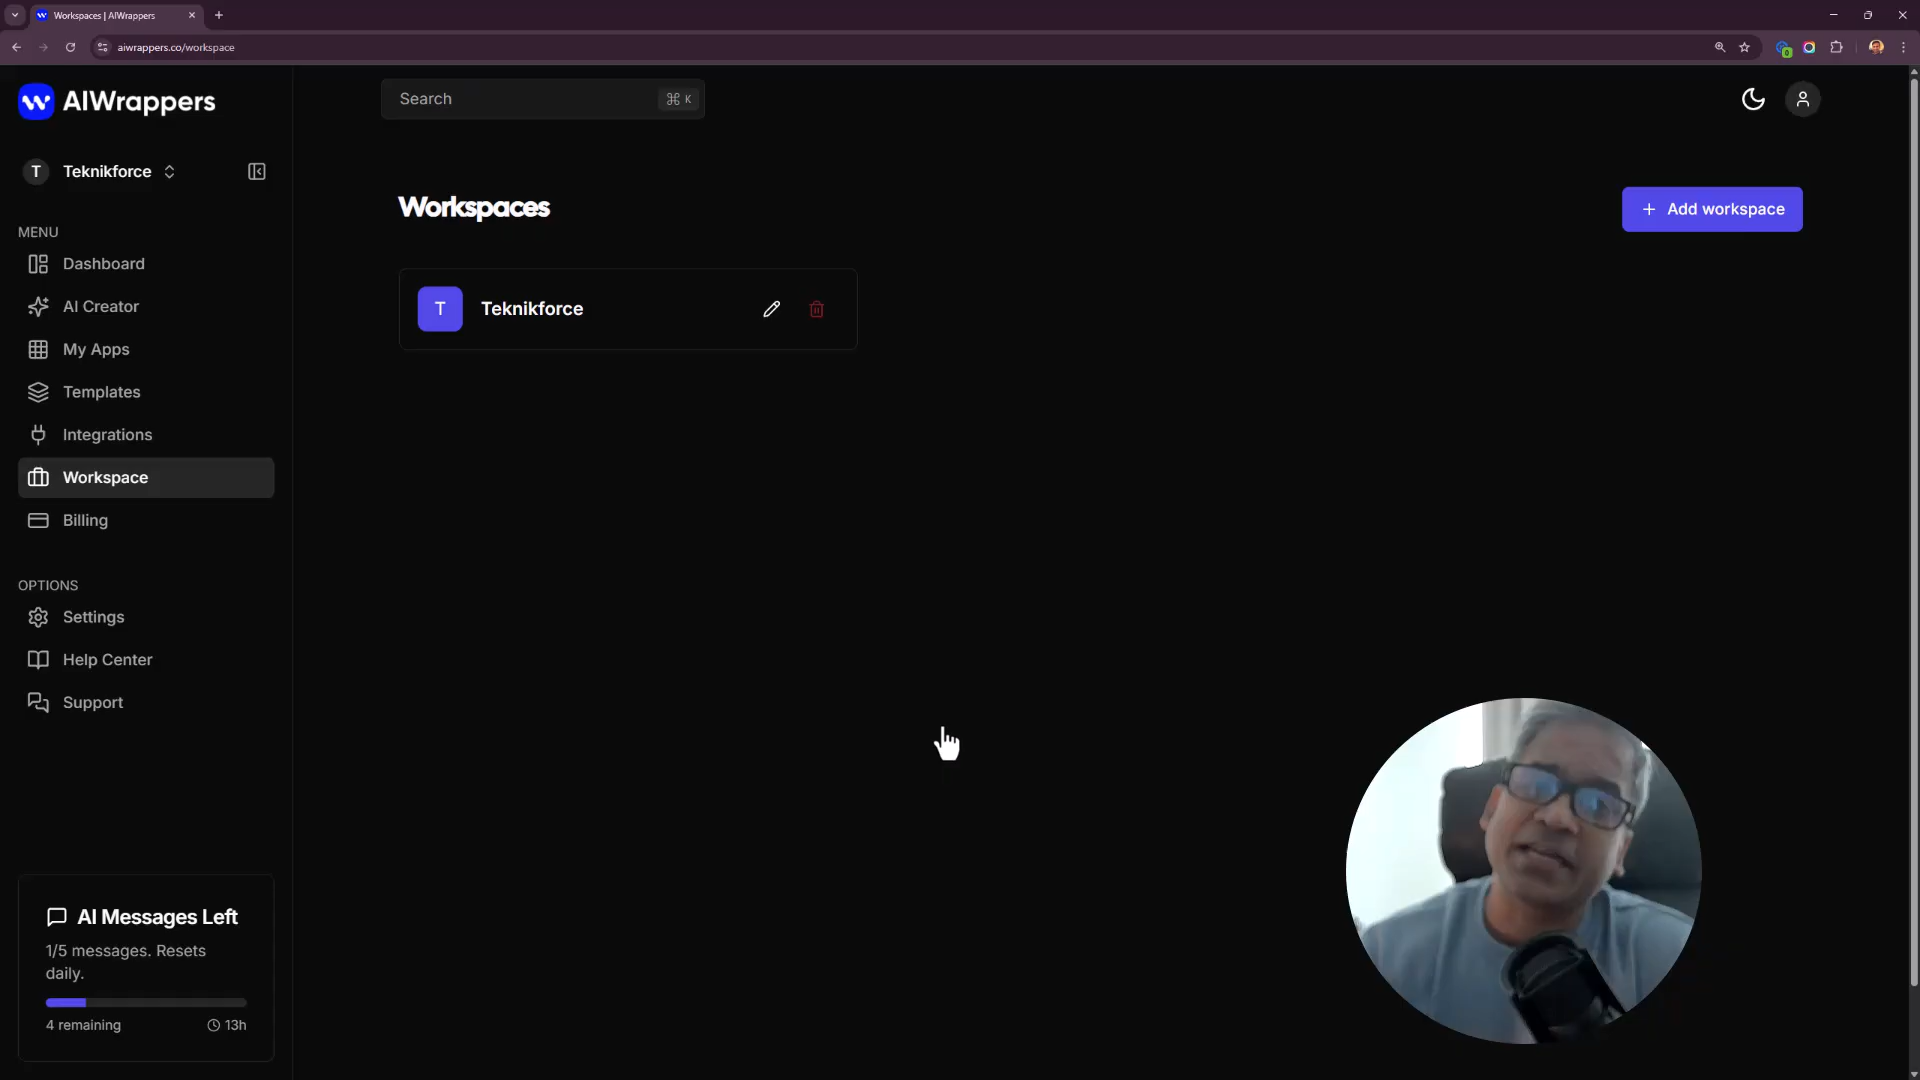 Workspaces | AIWrappers
aiwrappers.co/workspace
AIWrappers
Search
⌘ K
T
Teknikforce
MENU
Dashboard
AI Creator
My Apps
Templates
Integrations
Workspace
Billing
OPTIONS
Settings
Help Center
Support
AI Messages Left
1/5 messages. Resets
daily.
4 remaining
13h
Workspaces
+ Add workspace
T
Teknikforce